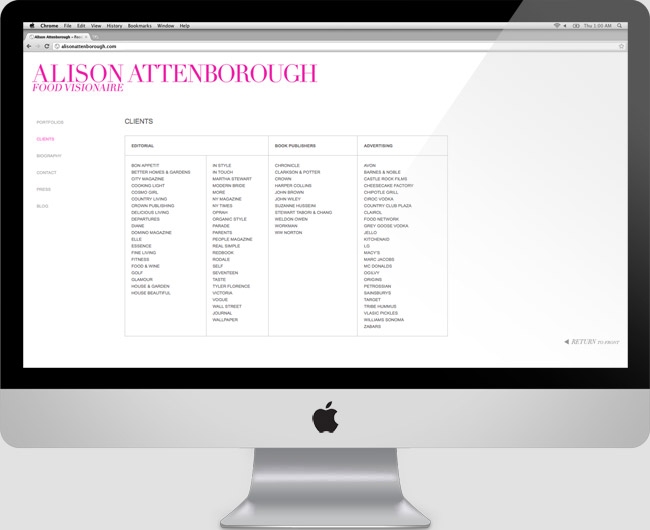 Chrome File Edit View History Bookmarks Window Help
Thu 1:00 AM
Alison Attenborough – Food
alisonattenborough.com
ALISON ATTENBOROUGH
FOOD VISIONAIRE
PORTFOLIOS
CLIENTS
BIOGRAPHY
CONTACT
PRESS
BLOG
CLIENTS
EDITORIAL
BON APPETIT
BETTER HOMES & GARDENS
CITY MAGAZINE
COOKING LIGHT
COSMO GIRL
COUNTRY LIVING
CROWN PUBLISHING
DELICIOUS LIVING
DEPARTURES
DIANE
DOMINO MAGAZINE
ELLE
ESSENCE
FINE LIVING
FITNESS
FOOD & WINE
GOLF
GLAMOUR
HOUSE & GARDEN
HOUSE BEAUTIFUL
IN STYLE
IN TOUCH
MARTHA STEWART
MODERN BRIDE
MORE
NY MAGAZINE
NY TIMES
OPRAH
ORGANIC STYLE
PARADE
PARENTS
PEOPLE MAGAZINE
REAL SIMPLE
REDBOOK
RODALE
SELF
SEVENTEEN
TASTE
TYLER FLORENCE
VICTORIA
VOGUE
WALL STREET
JOURNAL
WALLPAPER
BOOK PUBLISHERS
CHRONICLE
CLARKSON & POTTER
CROWN
HARPER COLLINS
JOHN BROWN
JOHN WILEY
SUZANNE HUSSEINI
STEWART TABORI & CHANG
WELDON OWEN
WORKMAN
WW NORTON
ADVERTISING
AVON
BARNES & NOBLE
CASTLE ROCK FILMS
CHEESECAKE FACTORY
CHIPOTLE GRILL
CIROC VODKA
COUNTRY CLUB PLAZA
CLAIROL
FOOD NETWORK
GREY GOOSE VODKA
JELLO
KITCHENAID
LG
MACY'S
MARC JACOBS
MC DONALDS
OGILVY
ORIGINS
PETROSSIAN
SAINSBURYS
TARGET
TRIBE HUMMUS
VLASIC PICKLES
WILLIAMS SONOMA
ZABARS
RETURN TO FRONT